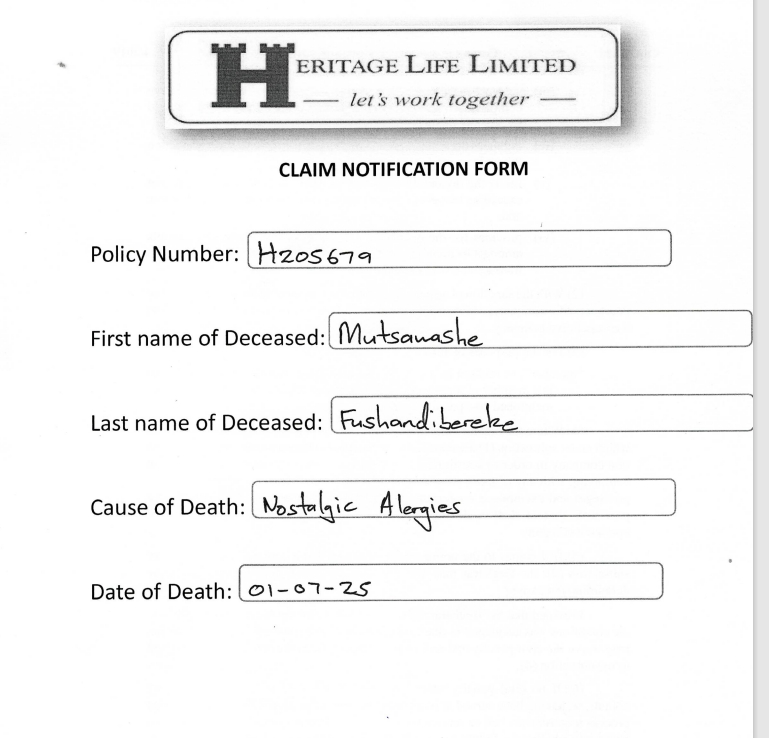 HERITAGE LIFE LIMITED
let's work together
CLAIM NOTIFICATION FORM
Policy Number: H205679
First name of Deceased: Mutsawashe
Last name of Deceased: Fushandibereke
Cause of Death: Nostalgic Alergies
Date of Death: 01-07-25